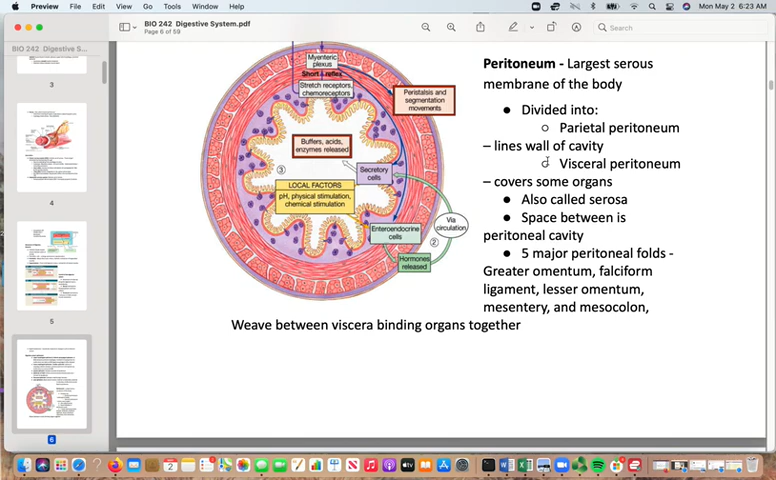 Preview File Edit View Go Tools Window Help Mon May 2 6:23 AM
BIO 242 Digestive System.pdf
Page 6 of 59
Search
BIO 242 Digestive S...
3
4
5
6
Myenteric
plexus
Short reflex
Stretch receptors,
chemoreceptors
Peristalsis and
segmentation
movements
Buffers, acids,
enzymes released
③
Secretory
cells
LOCAL FACTORS
pH, physical stimulation,
chemical stimulation
Enteroendocrine
cells
Via
circulation
②
Hormones
released
Peritoneum - Largest serous
membrane of the body
● Divided into:
○ Parietal peritoneum
– lines wall of cavity
○ Visceral peritoneum
– covers some organs
● Also called serosa
● Space between is
peritoneal cavity
● 5 major peritoneal folds -
Greater omentum, falciform
ligament, lesser omentum,
mesentery, and mesocolon,
Weave between viscera binding organs together